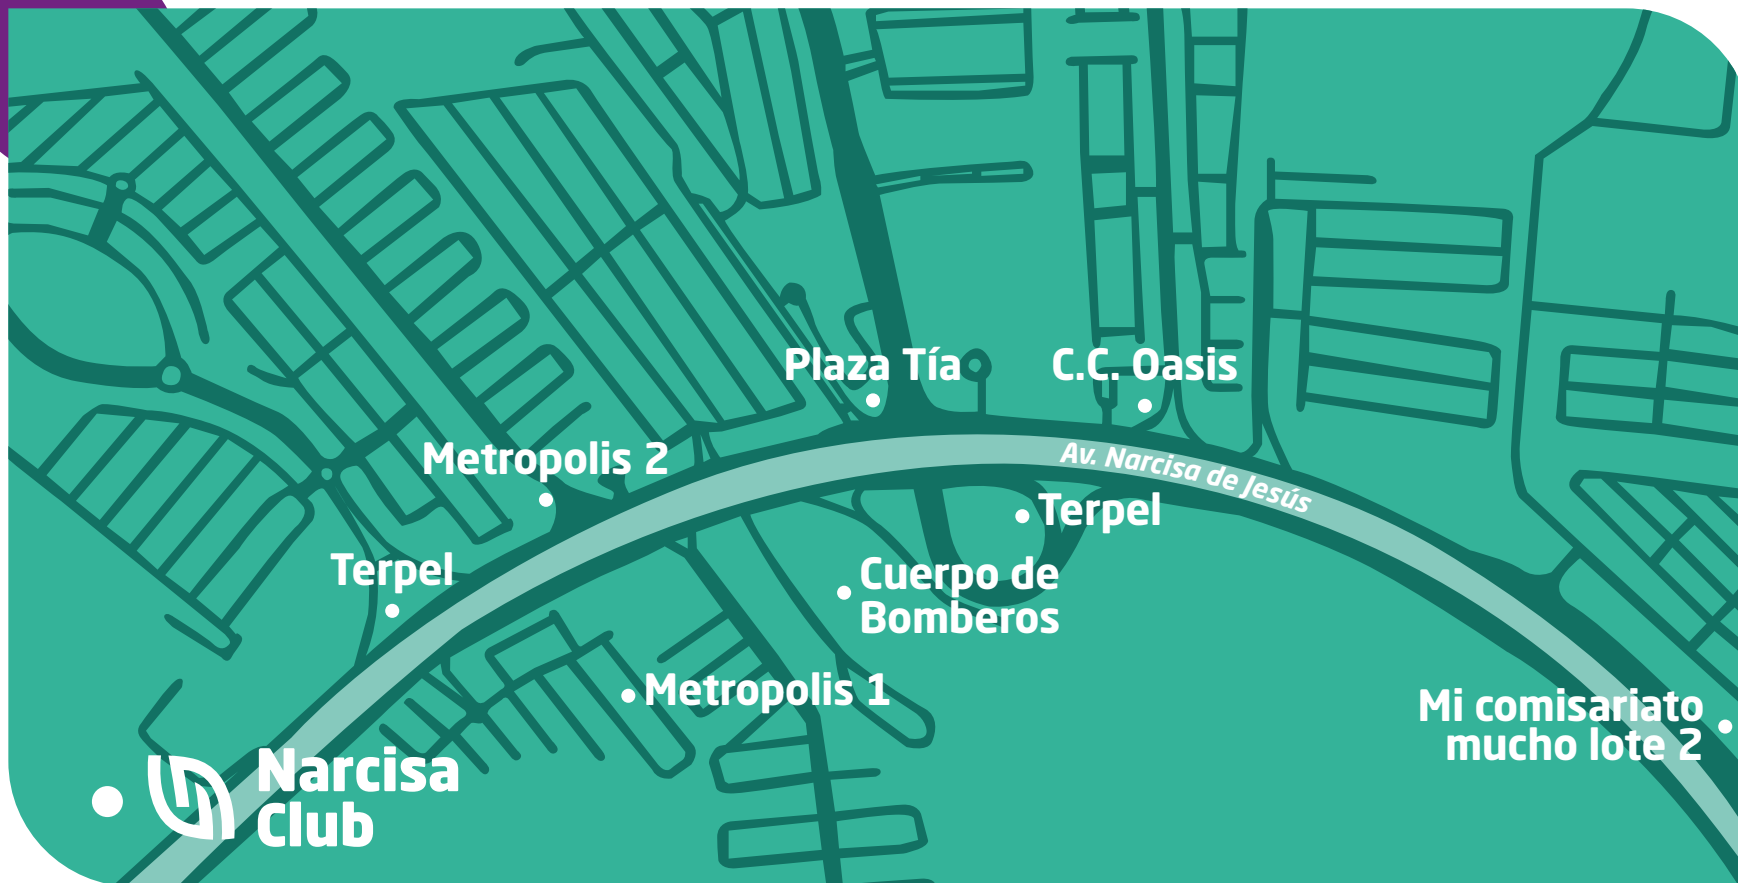 Plaza Tía
C.C. Oasis
Metropolis 2
Av. Narcisa de Jesús
Terpel
Terpel
Cuerpo de
Bomberos
Metropolis 1
Mi comisariato
mucho lote 2
Narcisa
Club